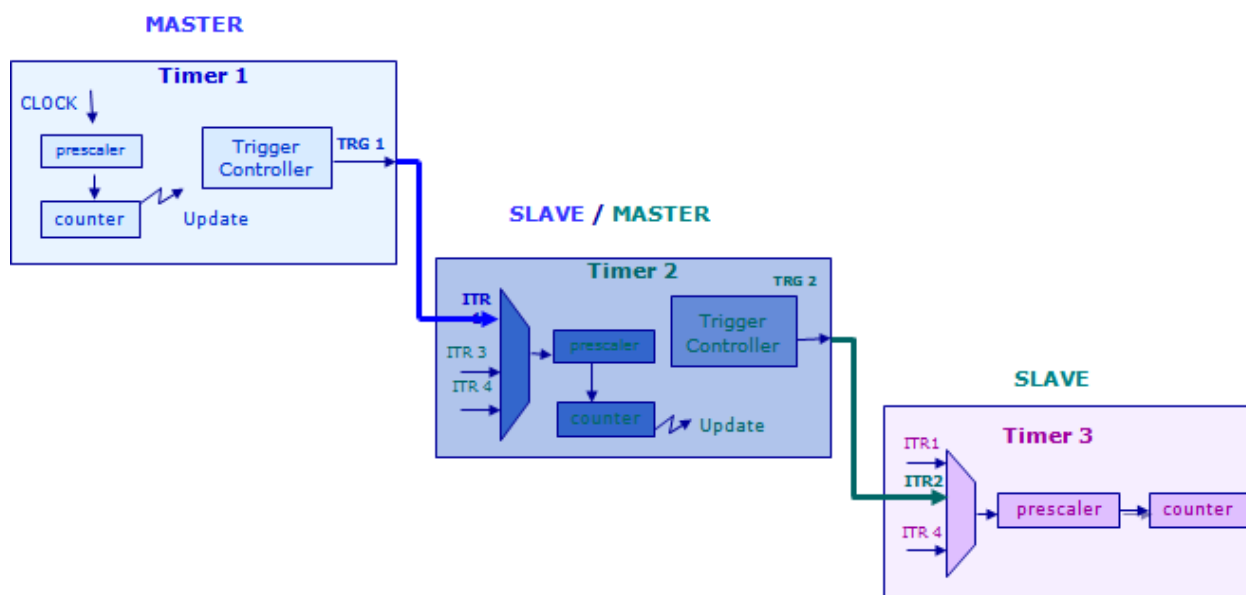 MASTER
Timer 1
CLOCK
prescaler
counter
Update
Trigger
Controller
TRG 1
SLAVE / MASTER
Timer 2
ITR
ITR 3
ITR 4
prescaler
counter
Update
Trigger
Controller
TRG 2
SLAVE
Timer 3
ITR1
ITR2
ITR 4
prescaler
counter